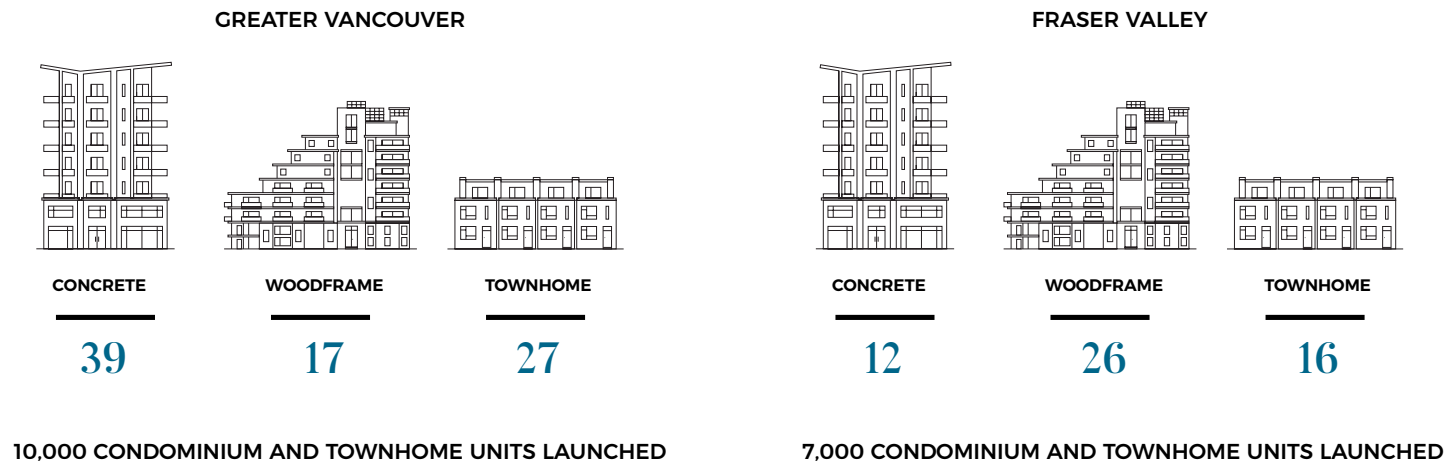 GREATER VANCOUVER
CONCRETE
WOODFRAME
TOWNHOME
39
17
27
10,000 CONDOMINIUM AND TOWNHOME UNITS LAUNCHED
FRASER VALLEY
CONCRETE
WOODFRAME
TOWNHOME
12
26
16
7,000 CONDOMINIUM AND TOWNHOME UNITS LAUNCHED